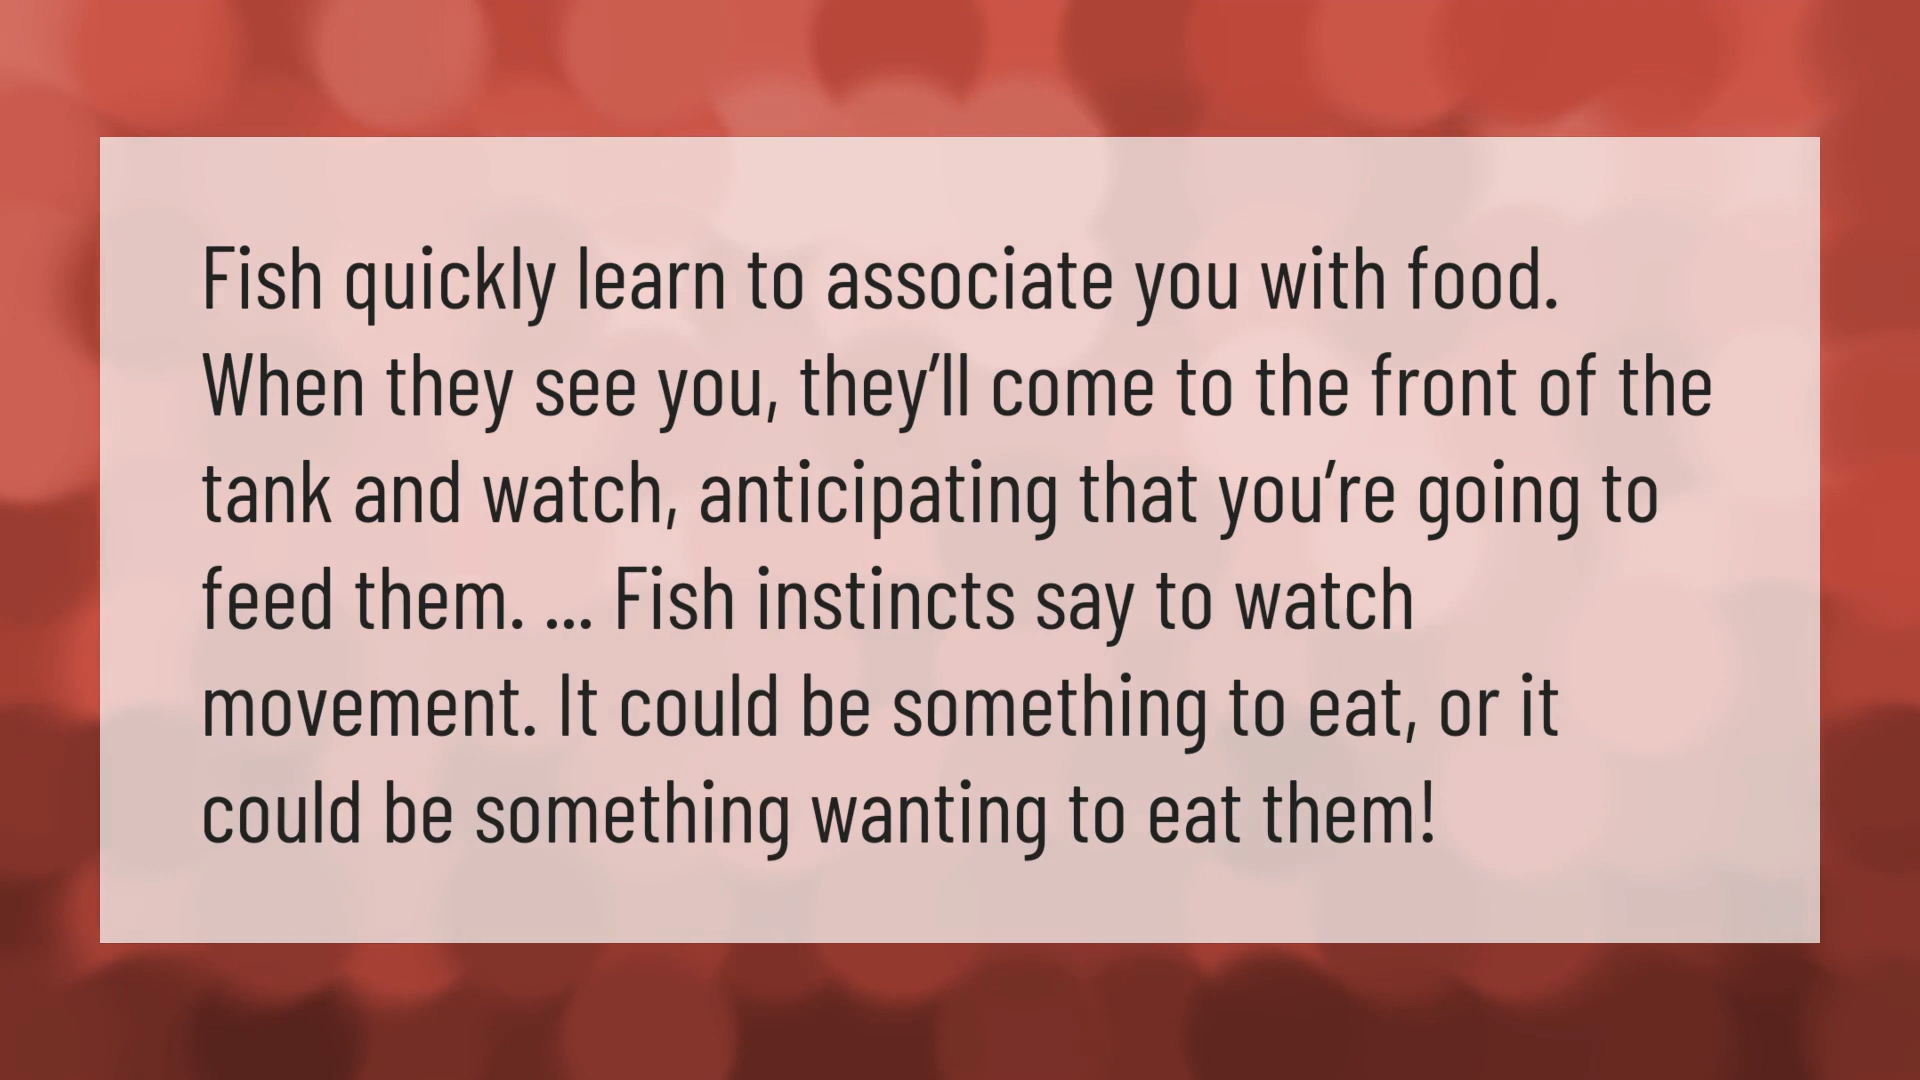 Fish quickly learn to associate you with food.
When they see you, they’ll come to the front of the
tank and watch, anticipating that you’re going to
feed them. ... Fish instincts say to watch
movement. It could be something to eat, or it
could be something wanting to eat them!